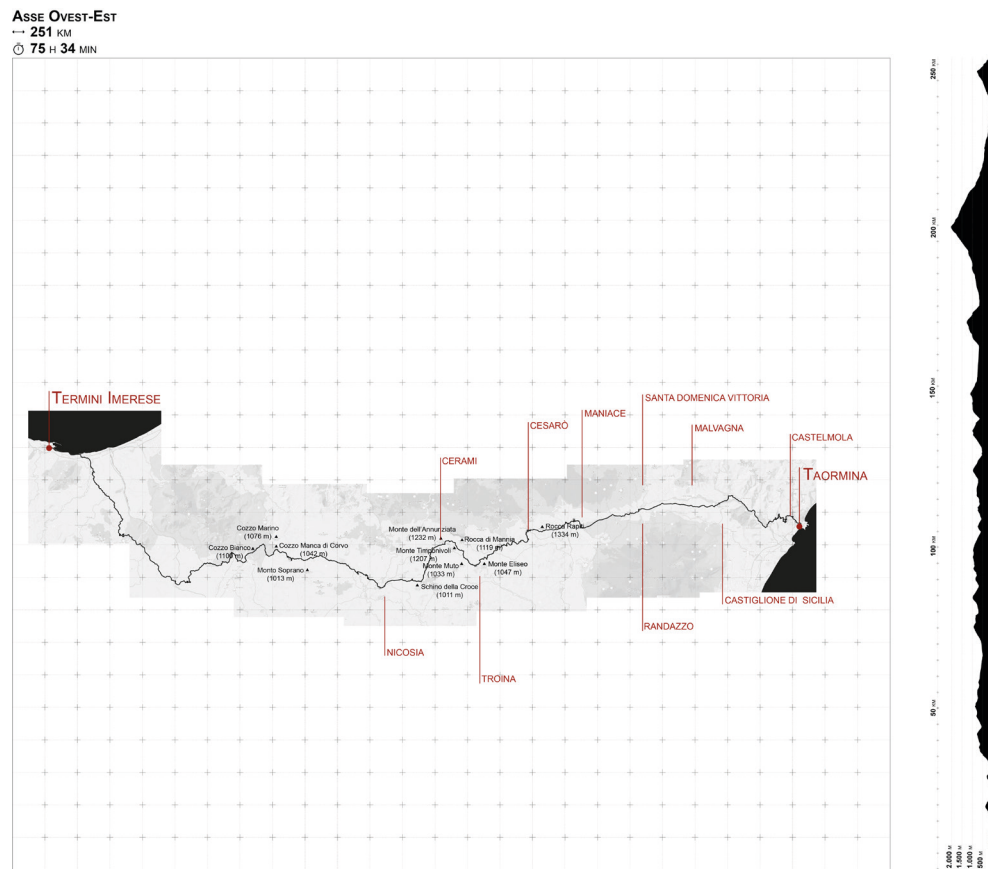 Asse Ovest-Est
251 KM
75 H 34 MIN
Termini Imerese
SANTA DOMENICA VITTORIA
MANIACE
CESARÒ
MALVAGNA
CASTELMOLA
CERAMI
Taormina
Cozzo Marino
(1076 m)
Monte dell'Annunziata
(1232 m)
Rocca Rapiti
(1334 m)
Cozzo Bianco
Cozzo Manca di Corvo
(1042 m)
Rocca di Mannia
(1119 m)
Monte Timponivoli
(1207 m)
Monto Soprano
(1013 m)
Monte Muto
(1033 m)
Monte Eliseo
(1047 m)
Schino della Croce
(1011 m)
CASTIGLIONE DI SICILIA
RANDAZZO
NICOSIA
TROINA
250 KM
200 KM
150 KM
100 KM
50 KM
2.000 M
1.500 M
1.000 M
500 M